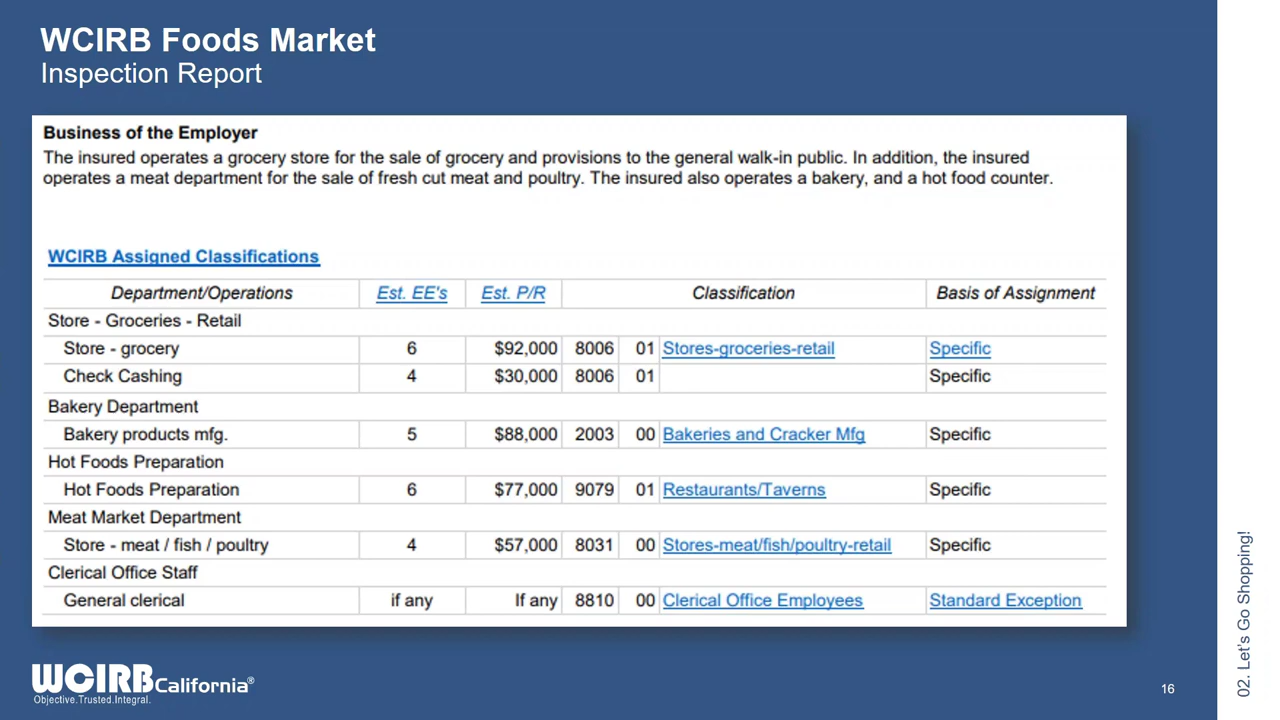 WCIRB Foods Market
Inspection Report
Business of the Employer
The insured operates a grocery store for the sale of grocery and provisions to the general walk-in public. In addition, the insured
operates a meat department for the sale of fresh cut meat and poultry. The insured also operates a bakery, and a hot food counter.
WCIRB Assigned Classifications
Department/Operations Est. EE's Est. P/R Classification Basis of Assignment
Store - Groceries - Retail
Store - grocery 6 $92,000 8006 01 Stores-groceries-retail Specific
Check Cashing 4 $30,000 8006 01 Specific
Bakery Department
Bakery products mfg. 5 $88,000 2003 00 Bakeries and Cracker Mfg Specific
Hot Foods Preparation
Hot Foods Preparation 6 $77,000 9079 01 Restaurants/Taverns Specific
Meat Market Department
Store - meat / fish / poultry 4 $57,000 8031 00 Stores-meat/fish/poultry-retail Specific
Clerical Office Staff
General clerical if any If any 8810 00 Clerical Office Employees Standard Exception
WCIRB California®
Objective.Trusted.Integral.
16
02. Let's Go Shopping!